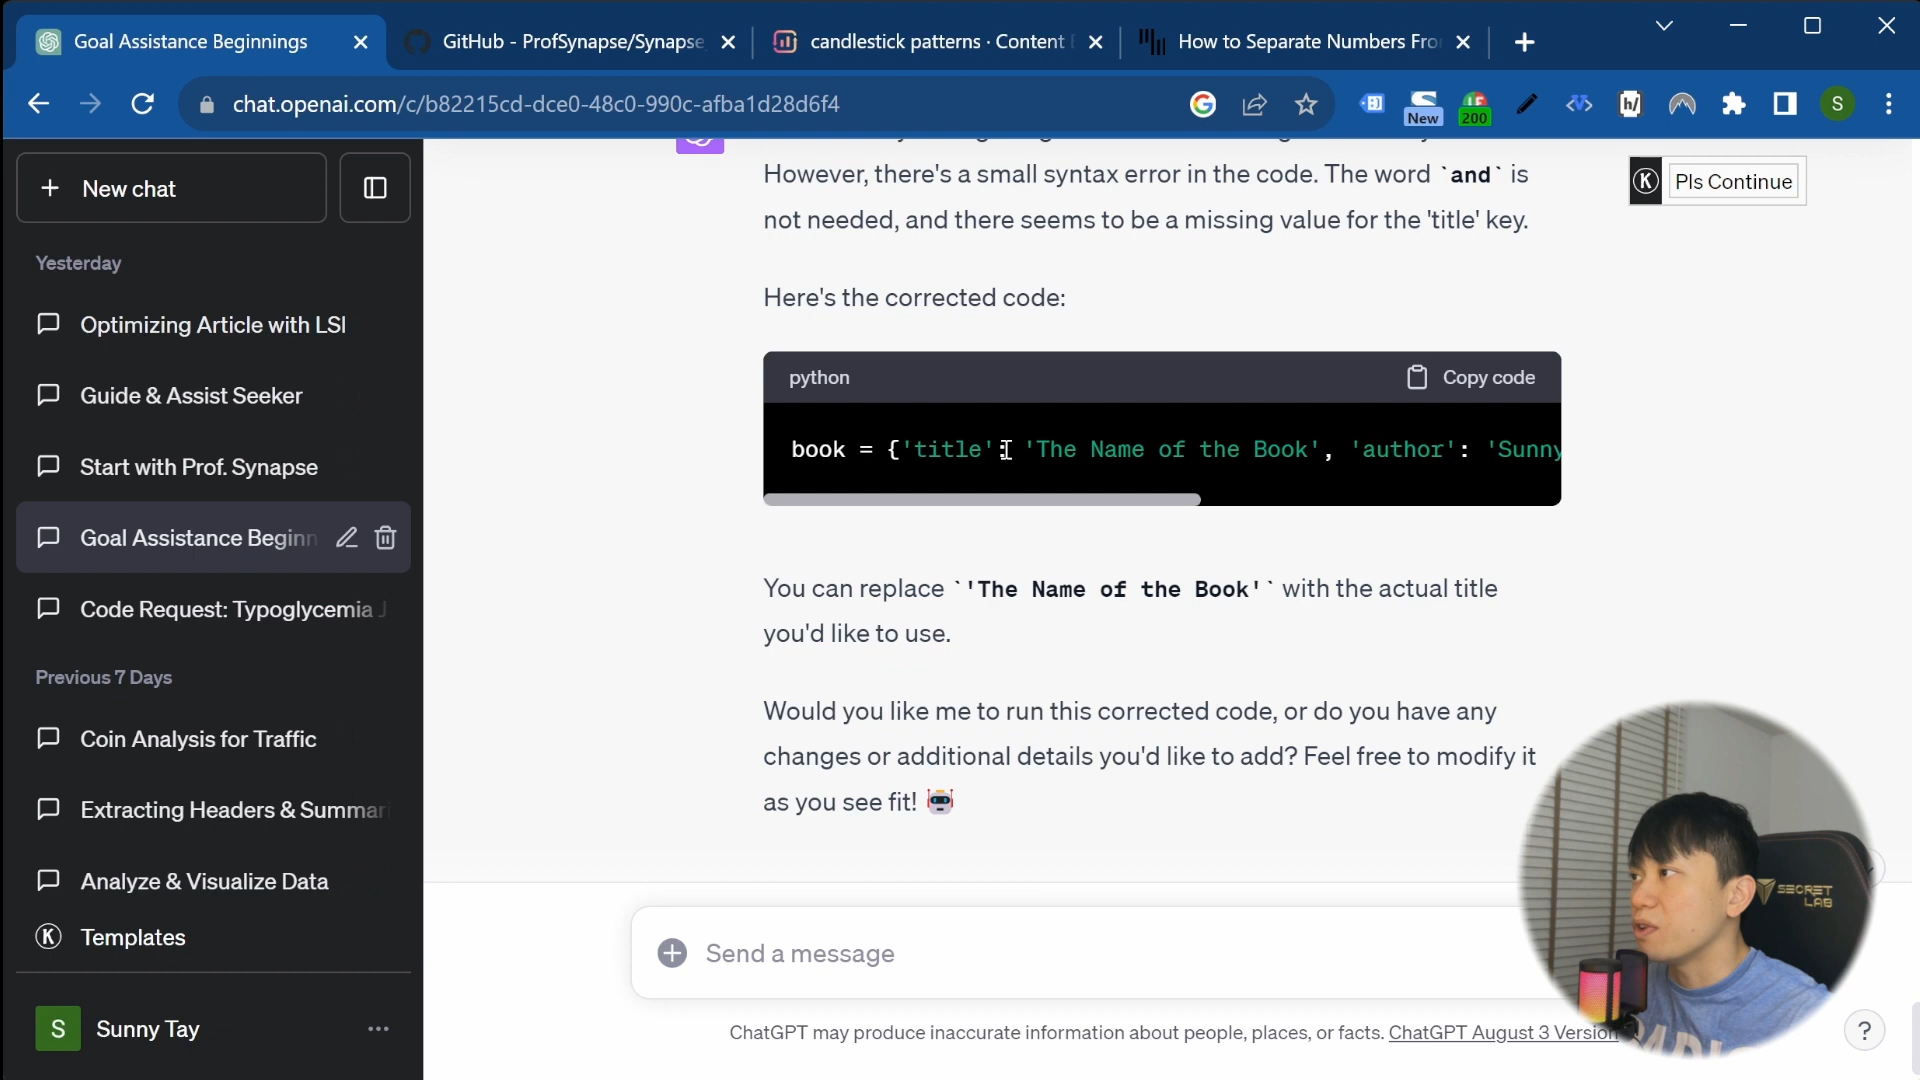 Goal Assistance Beginnings
GitHub - ProfSynapse/Synapse
candlestick patterns · Content
How to Separate Numbers Fro
chat.openai.com/c/b82215cd-dce0-48c0-990c-afba1d28d6f4
New
200
h/
S
New chat
Yesterday
Optimizing Article with LSI
Guide & Assist Seeker
Start with Prof. Synapse
Goal Assistance Beginn
Code Request: Typoglycemia J
Previous 7 Days
Coin Analysis for Traffic
Extracting Headers & Summari
Analyze & Visualize Data
K Templates
S Sunny Tay
However, there's a small syntax error in the code. The word `and` is
not needed, and there seems to be a missing value for the 'title' key.
K Pls Continue
Here's the corrected code:
python
Copy code
book = {'title': 'The Name of the Book', 'author': 'Sunny
You can replace `'The Name of the Book'` with the actual title
you'd like to use.
Would you like me to run this corrected code, or do you have any
changes or additional details you'd like to add? Feel free to modify it
as you see fit!
SECRET
LAB
Send a message
ChatGPT may produce inaccurate information about people, places, or facts. ChatGPT August 3 Version
?